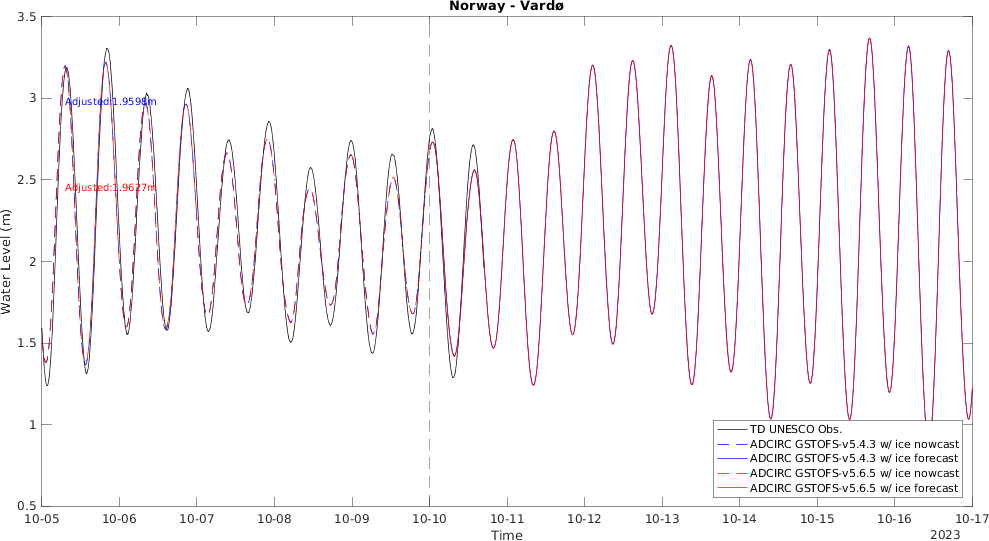 Norway - Vardø
3.5
3
2.5
2
1.5
1
0.5
Water Level (m)
Adjusted:1.9598m
Adjusted:1.9627m
TD UNESCO Obs.
ADCIRC GSTOFS-v5.4.3 w/ ice nowcast
ADCIRC GSTOFS-v5.4.3 w/ ice forecast
ADCIRC GSTOFS-v5.6.5 w/ ice nowcast
ADCIRC GSTOFS-v5.6.5 w/ ice forecast
10-05 10-06 10-07 10-08 10-09 10-10 10-11 10-12 10-13 10-14 10-15 10-16 10-17
Time
2023